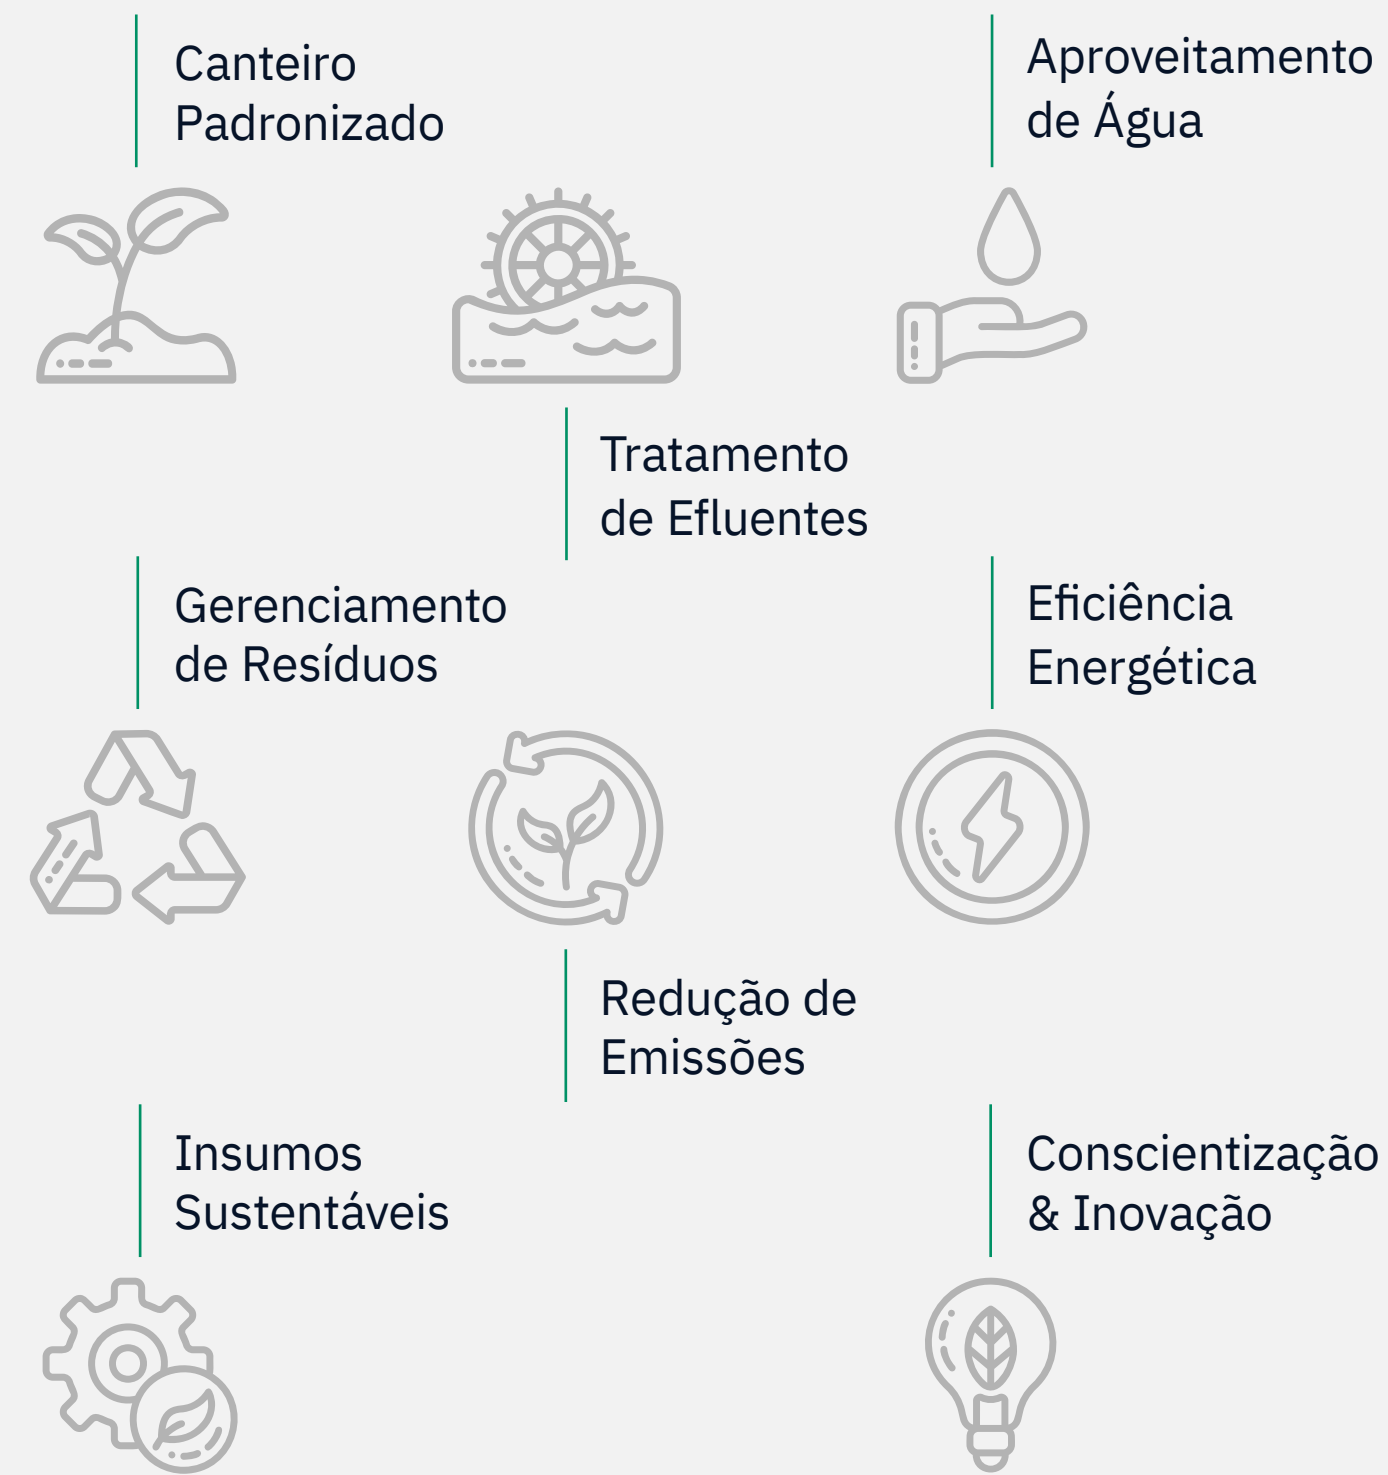 Canteiro
Padronizado
Aproveitamento
de Água
Tratamento
de Efluentes
Gerenciamento
de Resíduos
Eficiência
Energética
Redução de
Emissões
Insumos
Sustentáveis
Conscientização
& Inovação